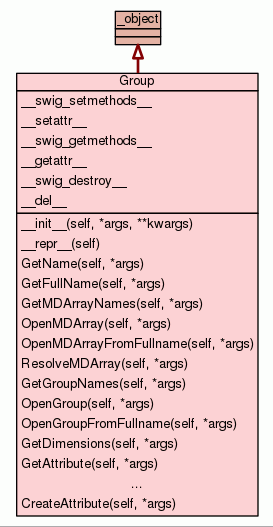 _object
Group
__swig_setmethods__
__setattr__
__swig_getmethods__
__getattr__
__swig_destroy__
__del__
__init__(self, *args, **kwargs)
__repr__(self)
GetName(self, *args)
GetFullName(self, *args)
GetMDArrayNames(self, *args)
OpenMDArray(self, *args)
OpenMDArrayFromFullname(self, *args)
ResolveMDArray(self, *args)
GetGroupNames(self, *args)
OpenGroup(self, *args)
OpenGroupFromFullname(self, *args)
GetDimensions(self, *args)
GetAttribute(self, *args)
...
CreateAttribute(self, *args)